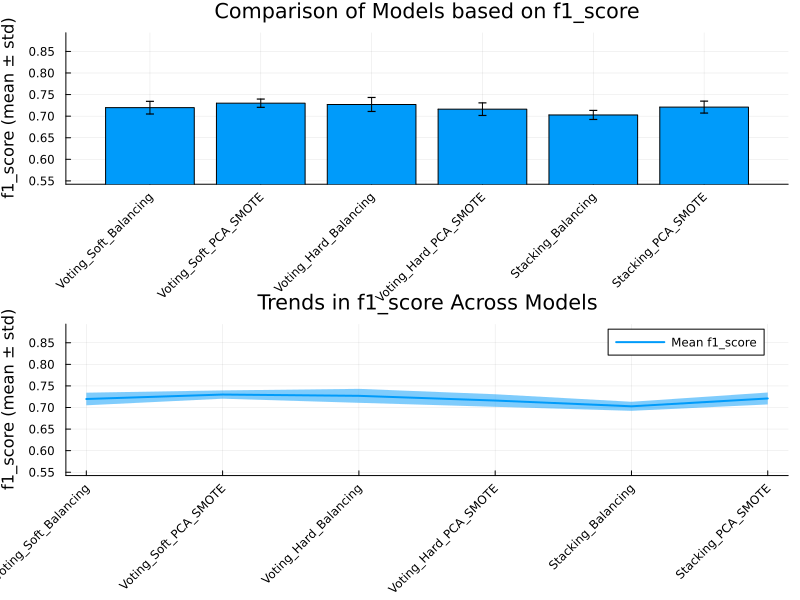 Comparison of Models based on f1_score
f1_score (mean ± std)
0.85
0.80
0.75
0.70
0.65
0.60
0.55
Voting_Soft_Balancing
Voting_Soft_PCA_SMOTE
Voting_Hard_Balancing
Voting_Hard_PCA_SMOTE
Stacking_Balancing
Stacking_PCA_SMOTE
Trends in f1_score Across Models
f1_score (mean ± std)
Mean f1_score
0.85
0.80
0.75
0.70
0.65
0.60
0.55
oting_Soft_Balancing
Voting_Soft_PCA_SMOTE
Voting_Hard_Balancing
Voting_Hard_PCA_SMOTE
Stacking_Balancing
Stacking_PCA_SMOTE